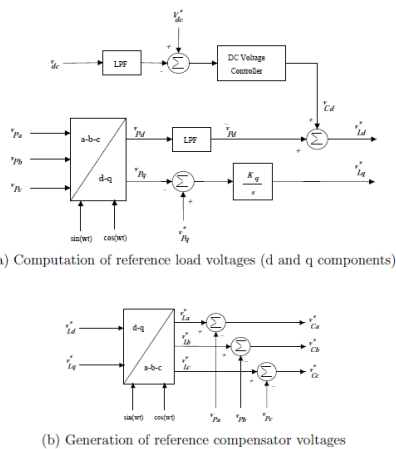 V*dc
+
vdc
LPF
Σ
-
DC Voltage
Controller
vCd
+
vPa
vPb
vPc
a-b-c
d-q
vPd
LPF
v̄Pd
+
Σ
v*Ld
vPq
-
Σ
+
Kq
s
v*Lq
sin(wt)
cos(wt)
v*Pq
a) Computation of reference load voltages (d and q components)
v*Ld
v*Lq
d-q
a-b-c
v*La
+
Σ
v*Ca
v*Lb
+
Σ
v*Cb
v*Lc
+
Σ
v*Cc
-
-
-
sin(wt)
cos(wt)
vPa
vPb
vPc
(b) Generation of reference compensator voltages